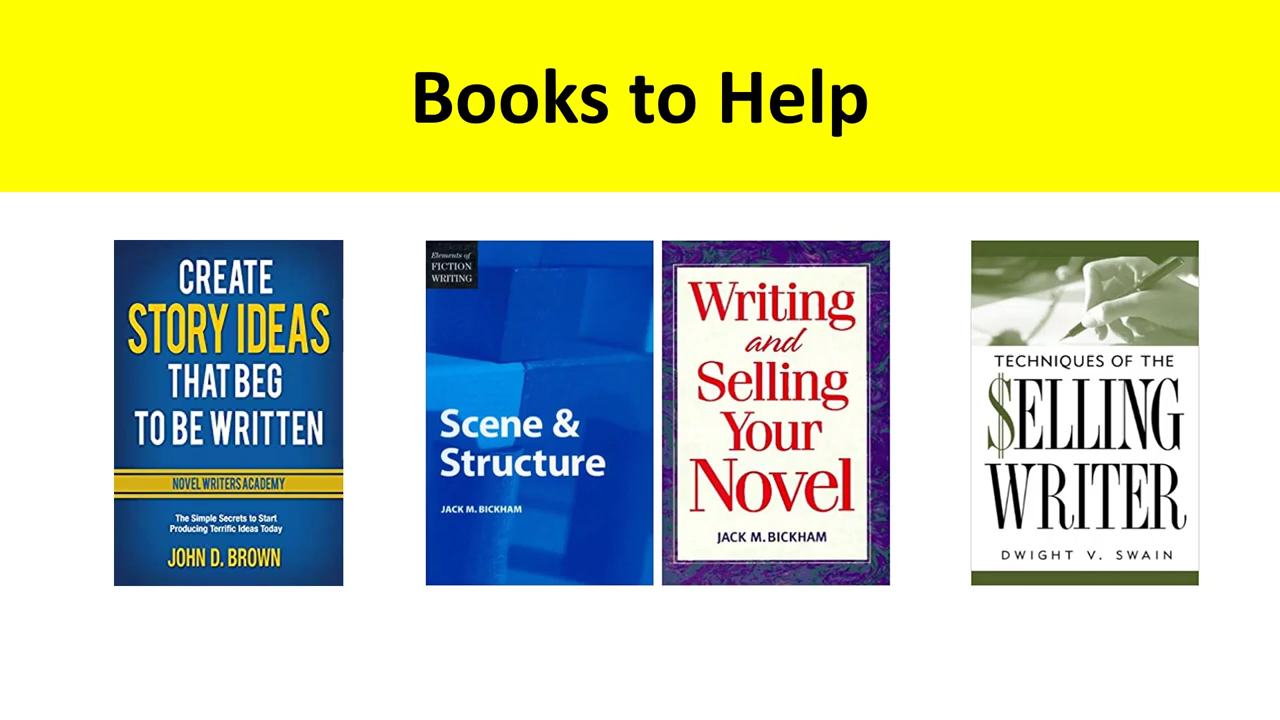 Books to Help
CREATE
STORY IDEAS
THAT BEG
TO BE WRITTEN
NOVEL WRITERS ACADEMY
The Simple Secrets to Start
Producing Terrific Ideas Today
JOHN D. BROWN
Elements of
FICTION
WRITING
Scene &
Structure
JACK M. BICKHAM
Writing
and
Selling
Your
Novel
JACK M. BICKHAM
TECHNIQUES OF THE
$ELLING
WRITER
DWIGHT V. SWAIN